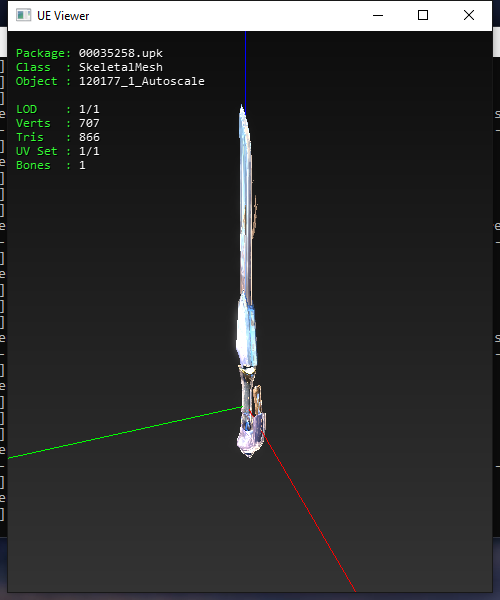 UE Viewer
Package: 00035258.upk
Class  : SkeletalMesh
Object : 120177_1_Autoscale
LOD    : 1/1
Verts  : 707
Tris   : 866
UV Set : 1/1
Bones  : 1